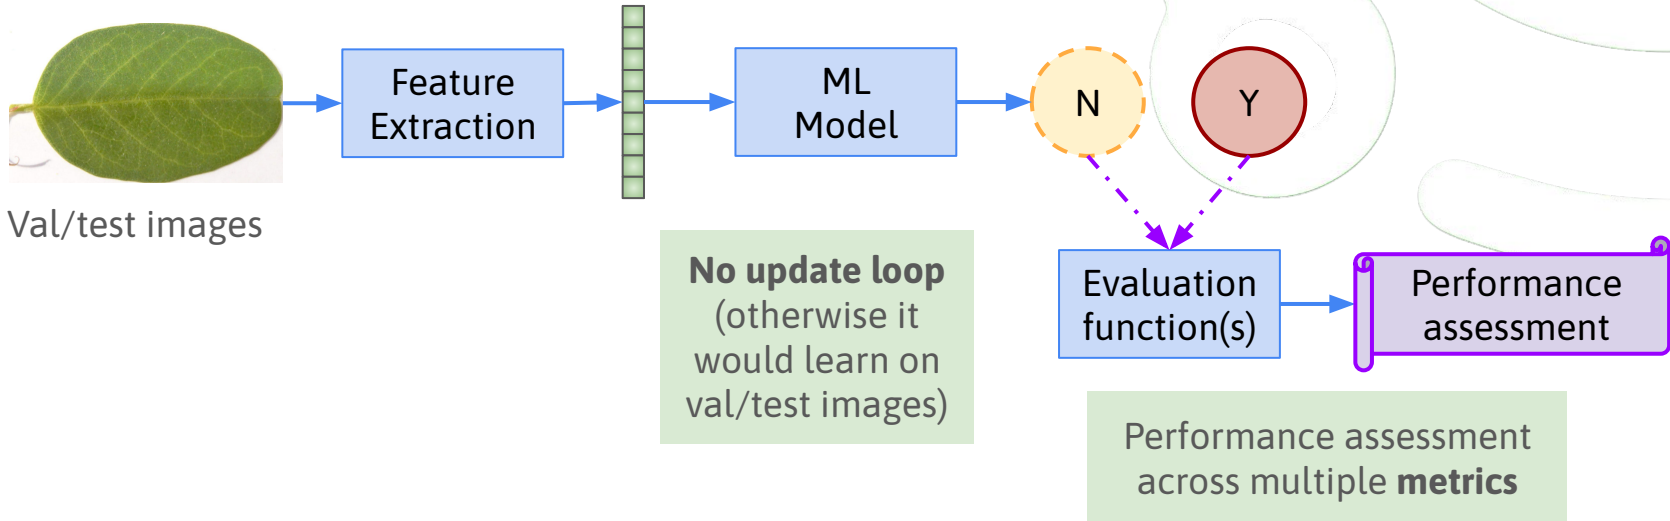 Feature
Extraction
ML
Model
N
Y
Val/test images
No update loop
(otherwise it
would learn on
val/test images)
Evaluation
function(s)
Performance
assessment
Performance assessment
across multiple metrics